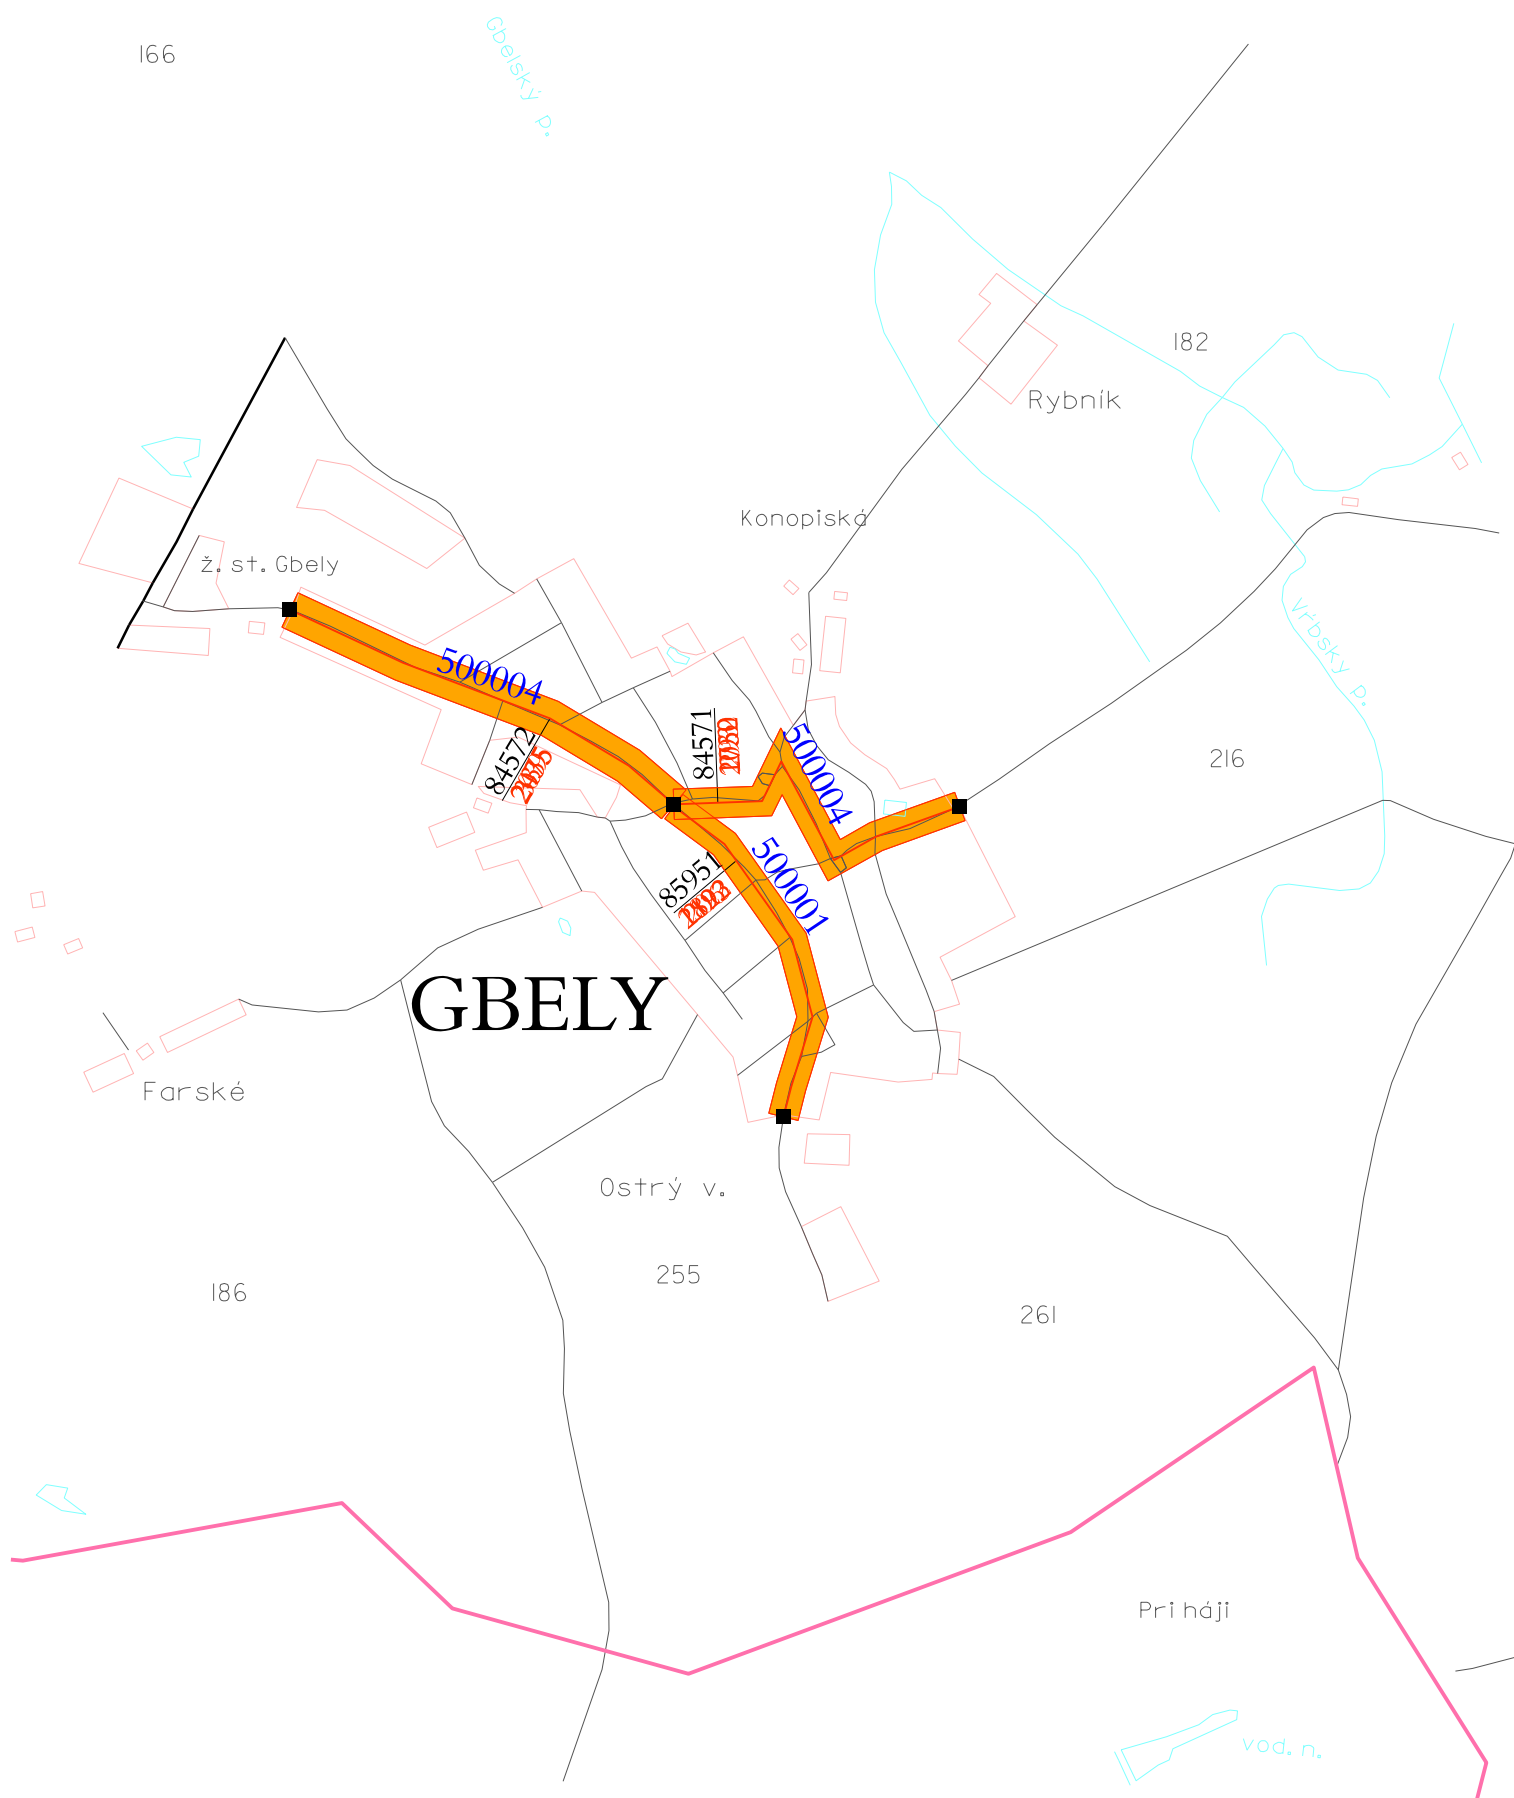 166
Gbelský p.
182
Rybník
Konopiská
ž. st. Gbely
Vŕbsky p.
500004
84571
84572
500004
216
85951
500001
GBELY
Farské
Ostrý v.
255
186
261
Pri háji
vod. n.